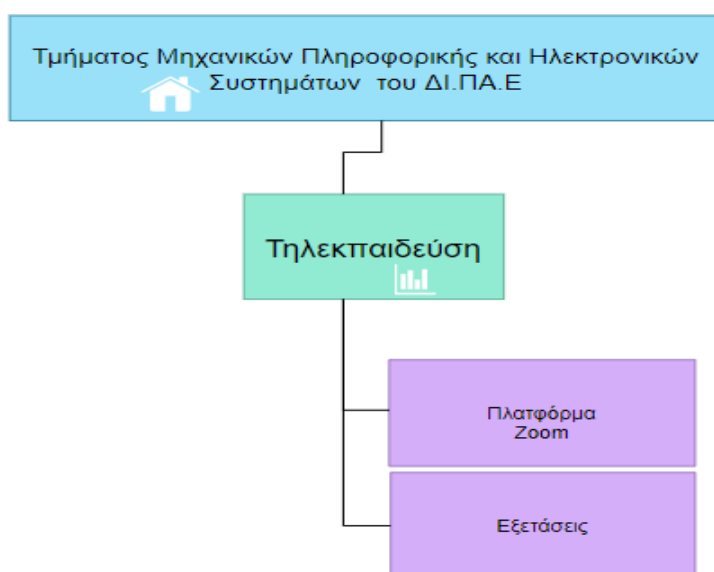 Τμήματος Μηχανικών Πληροφορικής και Ηλεκτρονικών
Συστημάτων του ΔΙ.ΠΑ.Ε
Τηλεκπαιδεύση
Πλατφόρμα
Zoom
Εξετάσεις